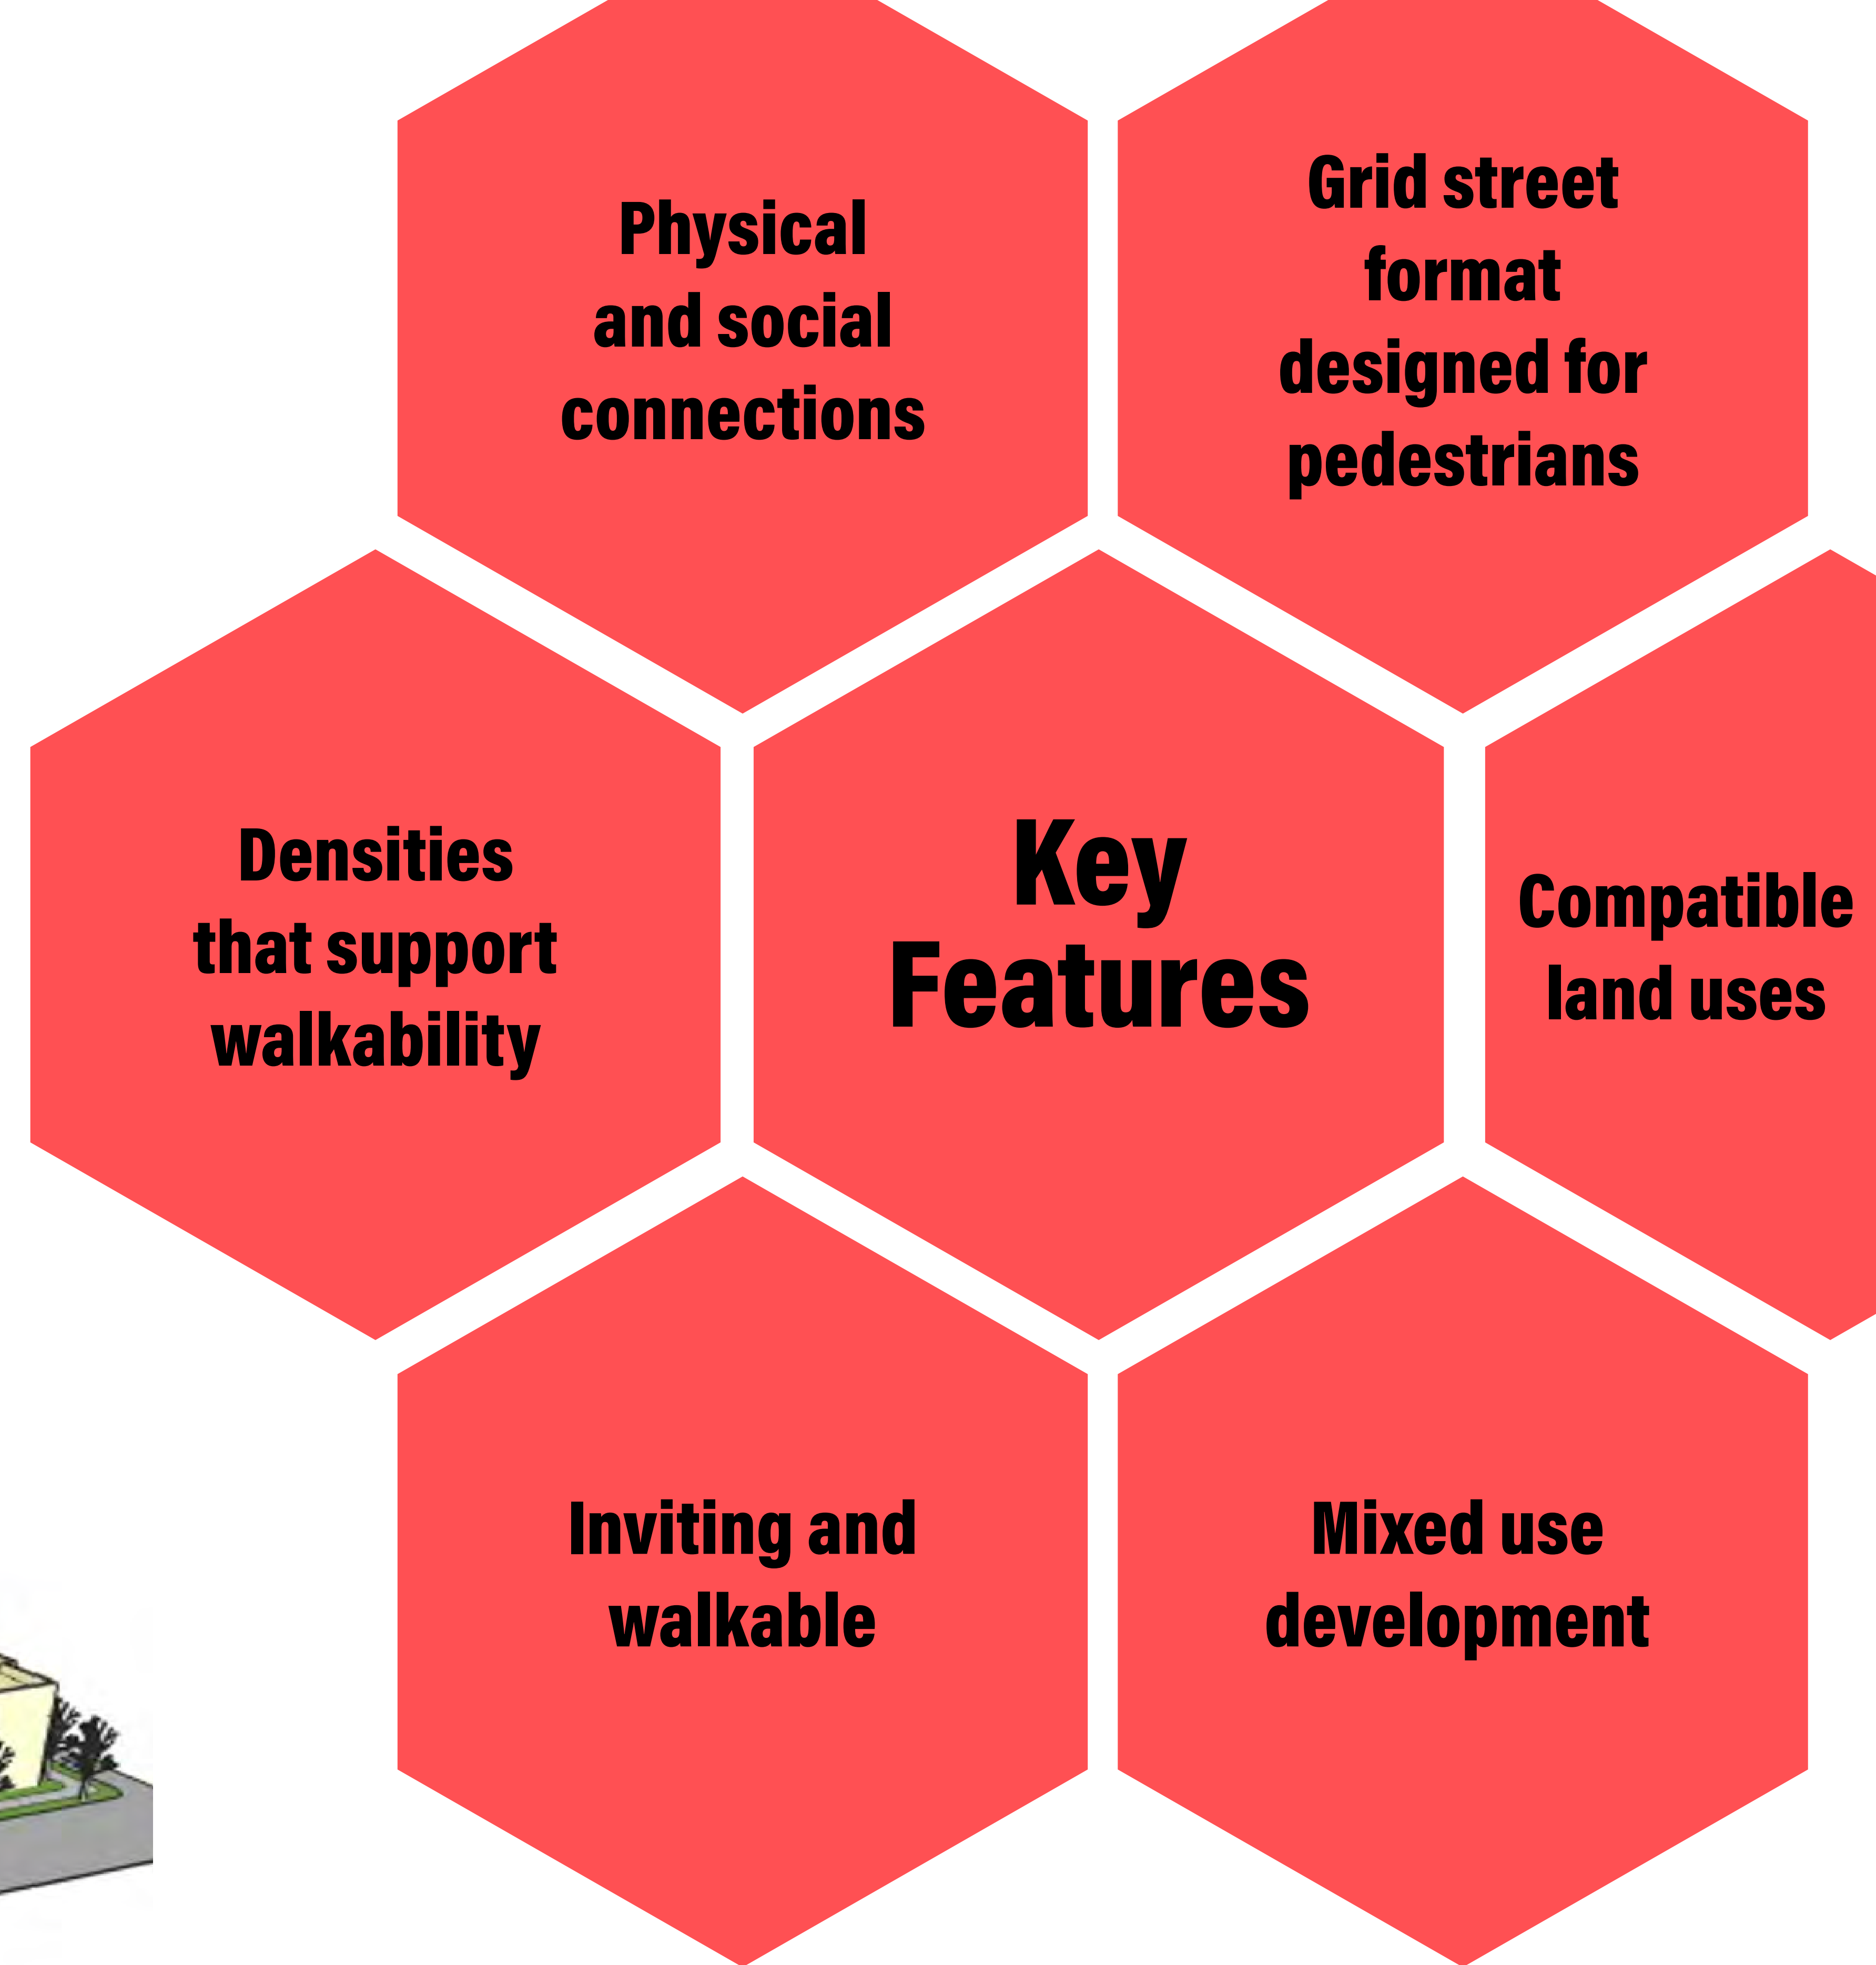 Physical
and social
connections
Grid street
format
designed for
pedestrians
Densities
that support
walkability
Key
Features
Compatible
land uses
Inviting and
walkable
Mixed use
development